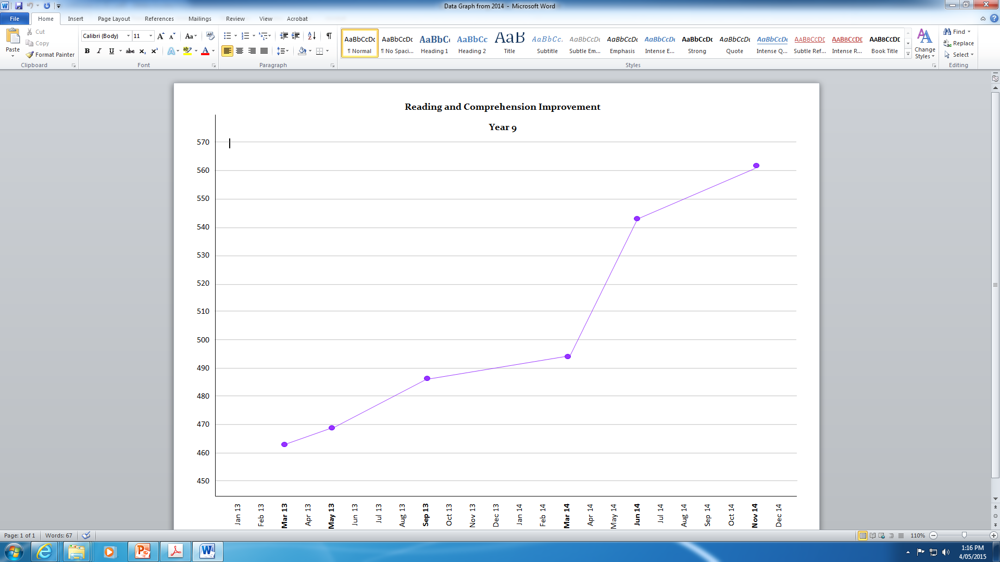 Data Graph from 2014 - Microsoft Word
File Home Insert Page Layout References Mailings Review View Acrobat
Paste
Cut
Copy
Format Painter
Clipboard
Calibri (Body) 11
Font
Paragraph
AaBbCcDc AaBbCcDc AaBbCc AaBbCc AaB AaBbCc. AaBbCcDc AaBbCcDc AaBbCcDc AaBbCcDc AaBbCcDc AaBbCcDc AABBCCDE AABBCCDE AABBCCDE
¶ Normal ¶ No Spaci... Heading 1 Heading 2 Title Subtitle Subtle Em... Emphasis Intense E... Strong Quote Intense Q... Subtle Ref... Intense R... Book Title
Styles
Change
Styles
Find
Replace
Select
Editing
Reading and Comprehension Improvement
Year 9
570
560
550
540
530
520
510
500
490
480
470
460
450
Jan 13 Feb 13 Mar 13 Apr 13 May 13 Jun 13 Jul 13 Aug 13 Sep 13 Oct 13 Nov 13 Dec 13 Jan 14 Feb 14 Mar 14 Apr 14 May 14 Jun 14 Jul 14 Aug 14 Sep 14 Oct 14 Nov 14 Dec 14
Page: 1 of 1 Words: 67 110%
1:16 PM
4/05/2015